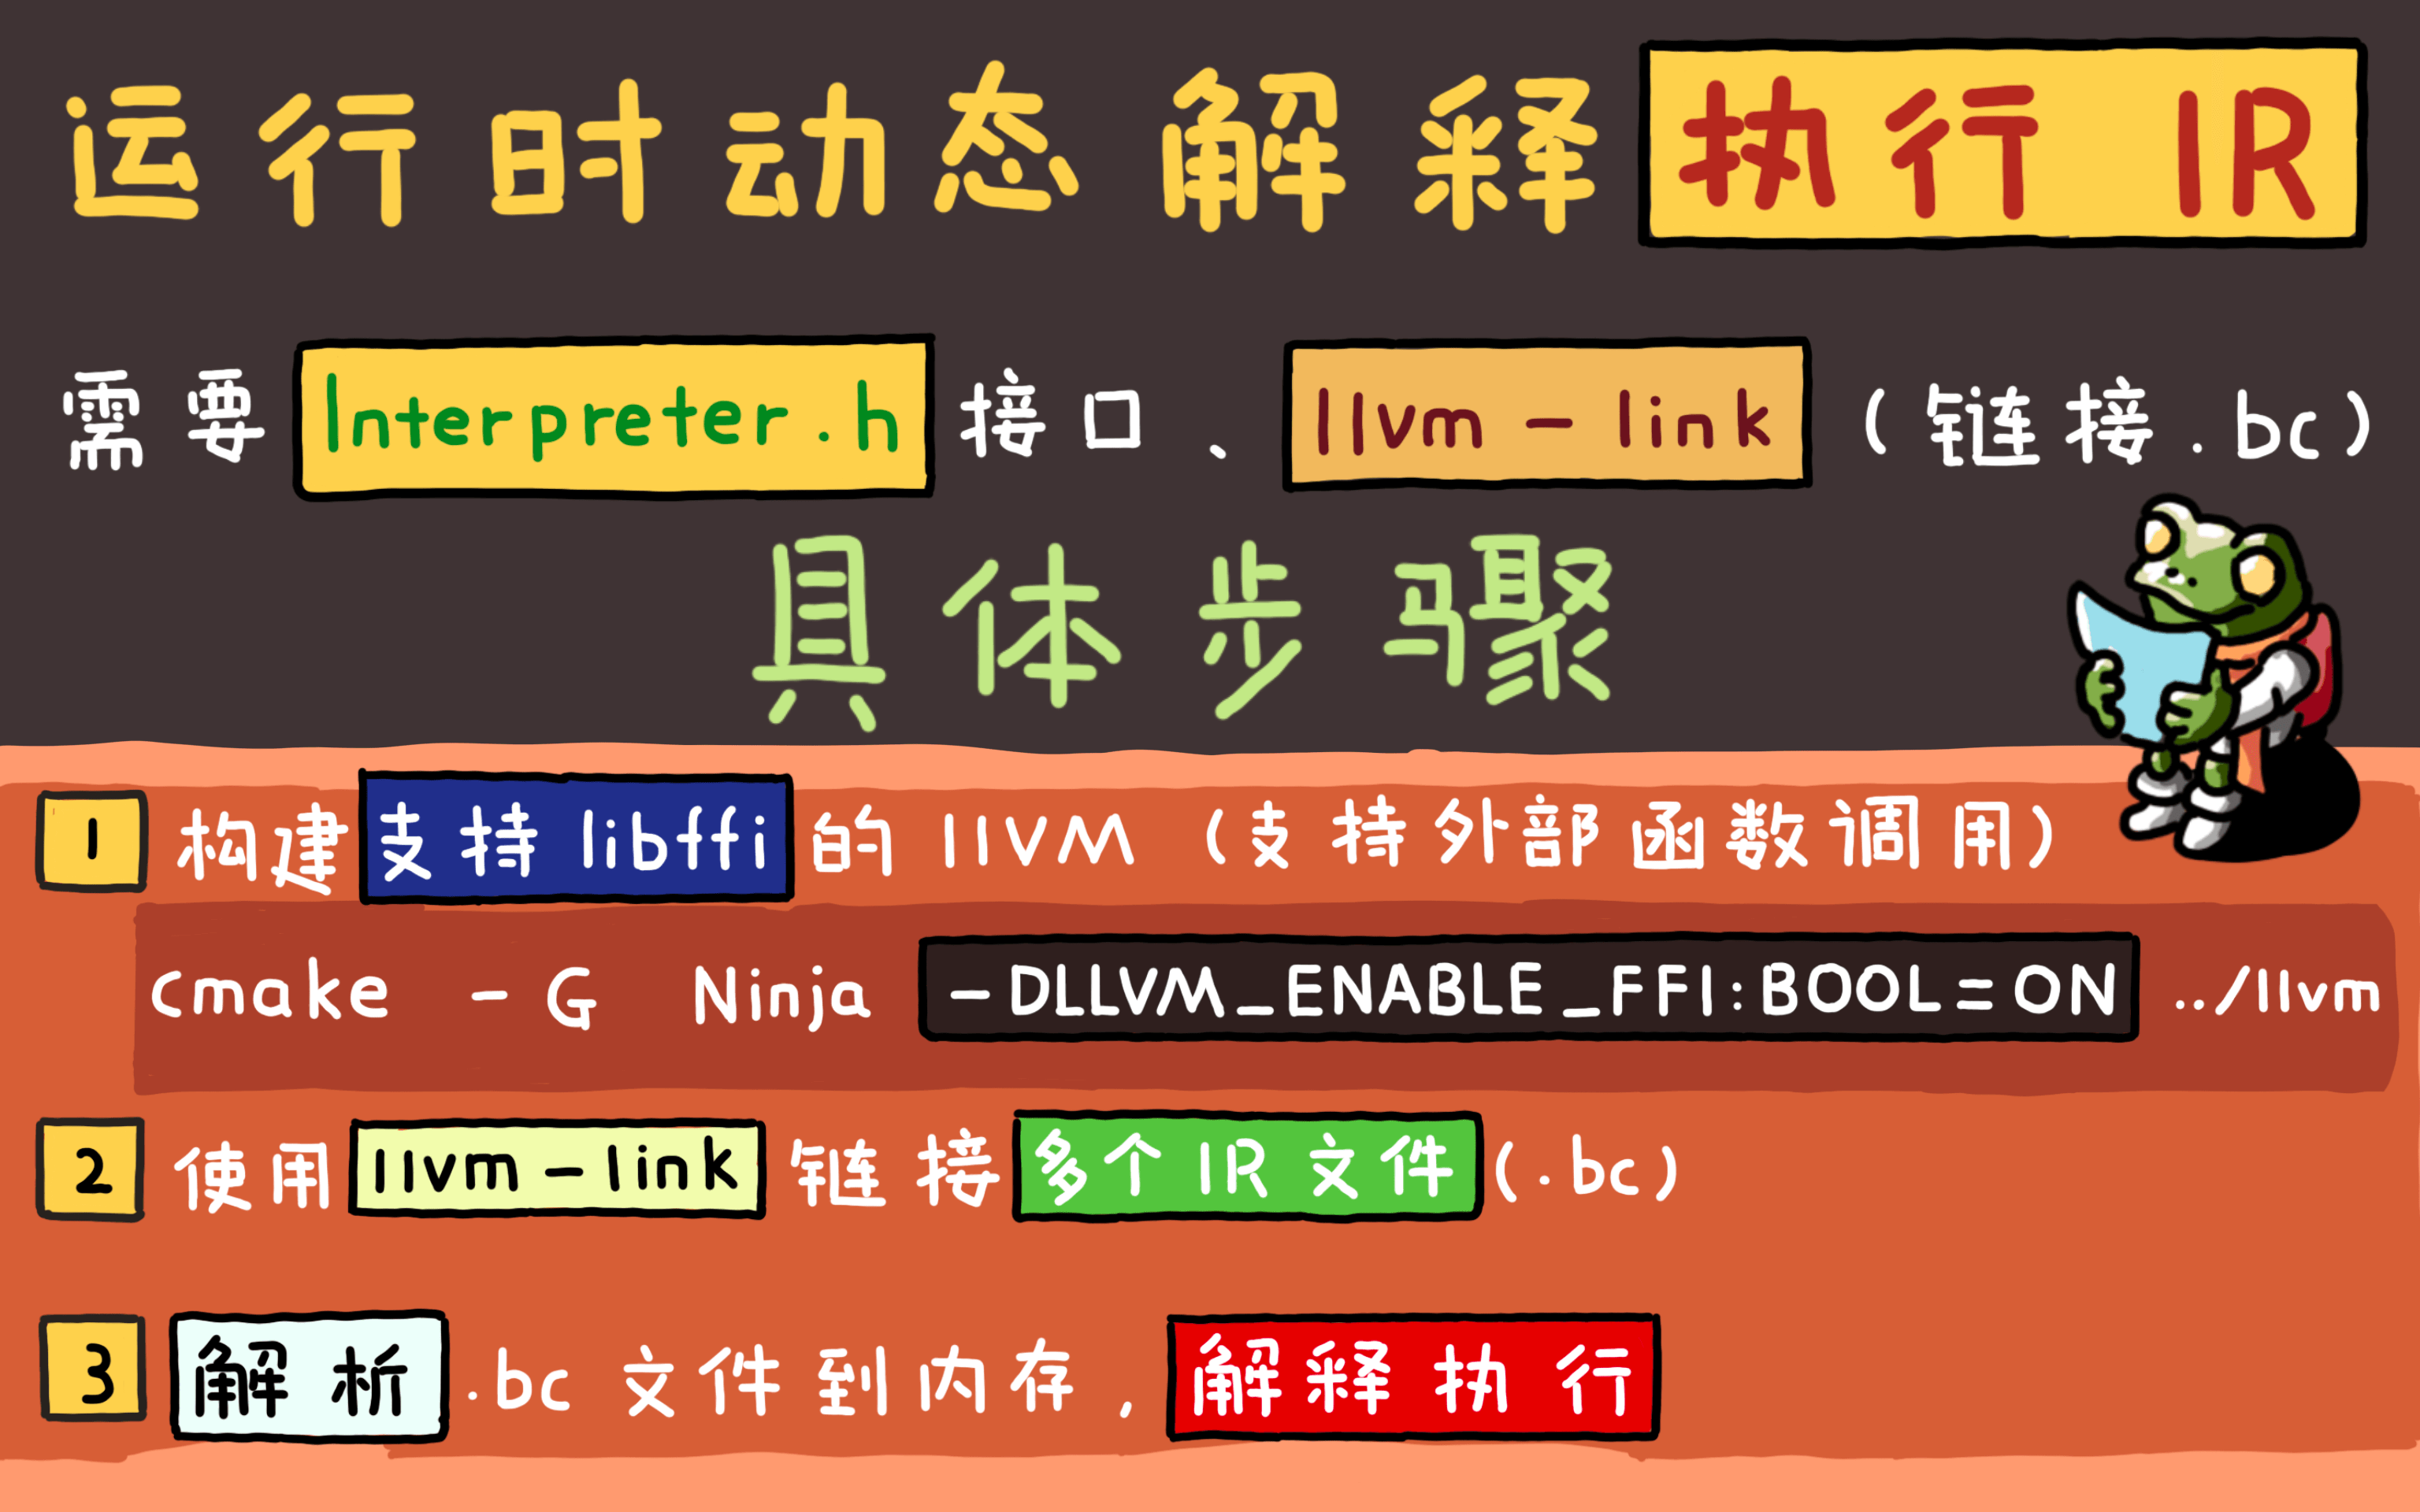 运行时动态解释执行 IR
需要 Interpreter.h 接口、llvm-link (链接.bc)
具体步骤
1 构建支持 libffi 的 llVM (支持外部函数调用)
cmake -G Ninja -DLLVM_ENABLE_FFI:BOOL=ON ../llvm
2 使用 llvm-link 链接多个 IR 文件 (.bc)
3 解析 .bc 文件到内存, 解释执行